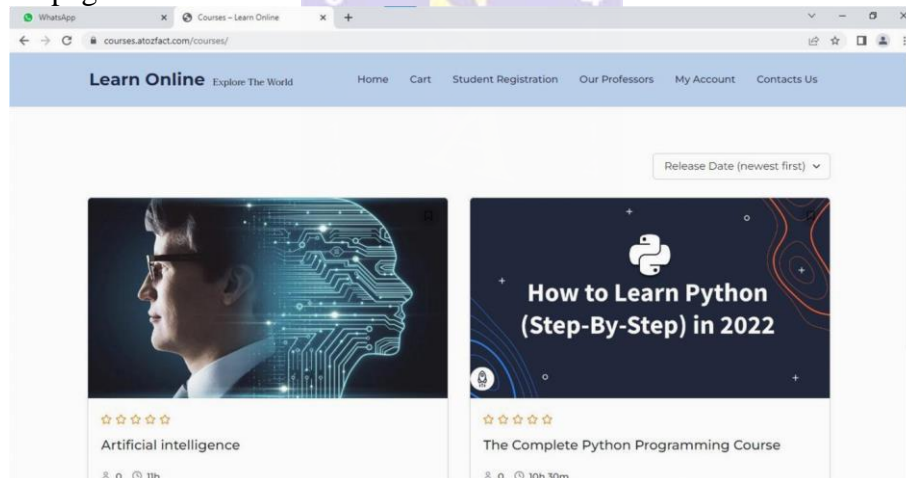 WhatsApp
Courses – Learn Online
courses.atozfact.com/courses/
Learn Online Explore The World Home Cart Student Registration Our Professors My Account Contacts Us
Release Date (newest first)
How to Learn Python
(Step-By-Step) in 2022
Artificial intelligence
The Complete Python Programming Course
0 11h
0 10h 30m